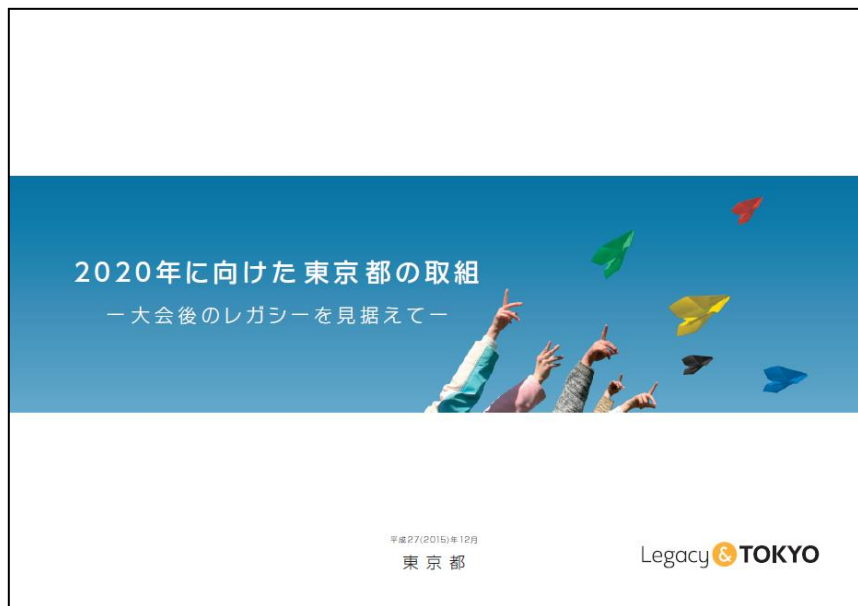 2020年に向けた東京都の取組
－大会後のレガシーを見据えて－
平成27(2015)年12月
東京都
Legacy & TOKYO